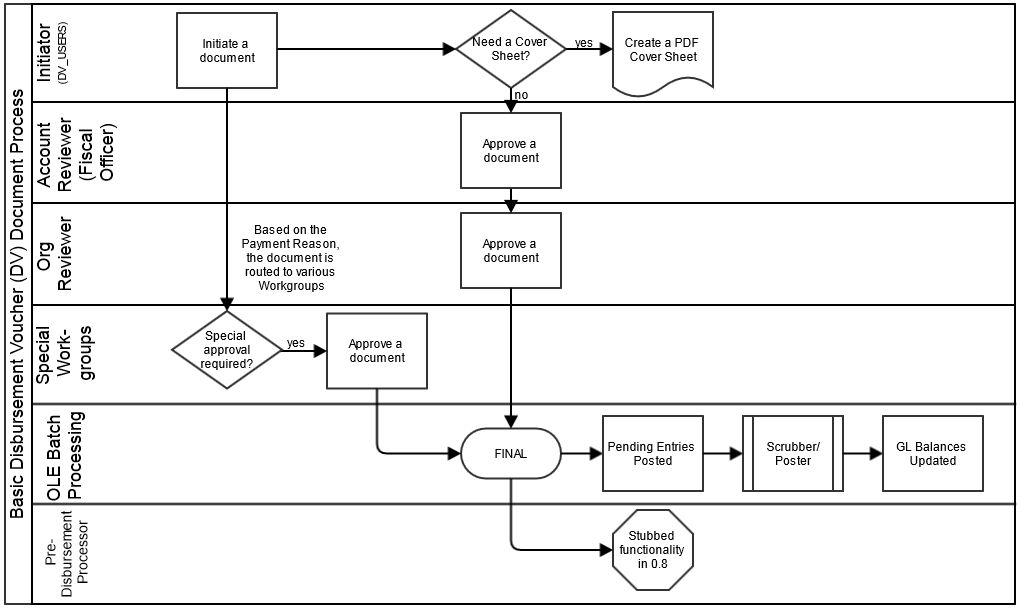 Basic Disbursement Voucher (DV) Document Process
Initiator
(DV_USERS)
Initiate a
document
Need a Cover
Sheet?
yes
Create a PDF
Cover Sheet
no
Account
Reviewer
(Fiscal
Officer)
Approve a
document
Org
Reviewer
Based on the
Payment Reason,
the document is
routed to various
Workgroups
Approve a
document
Special
Work-
groups
Special
approval
required?
yes
Approve a
document
OLE Batch
Processing
FINAL
Pending Entries
Posted
Scrubber/
Poster
GL Balances
Updated
Pre-
Disbursement
Processor
Stubbed
functionality
in 0.8